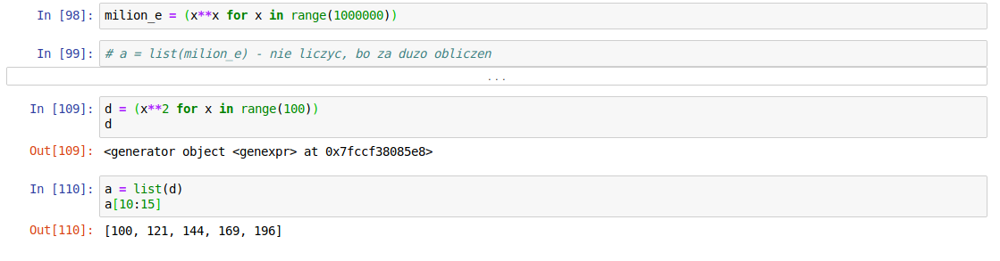 In [98]: milion_e = (x**x for x in range(1000000))
In [99]: # a = list(milion_e) - nie liczyc, bo za duzo obliczen
...
In [109]: d = (x**2 for x in range(100))
d
Out[109]: <generator object <genexpr> at 0x7fccf38085e8>
In [110]: a = list(d)
a[10:15]
Out[110]: [100, 121, 144, 169, 196]